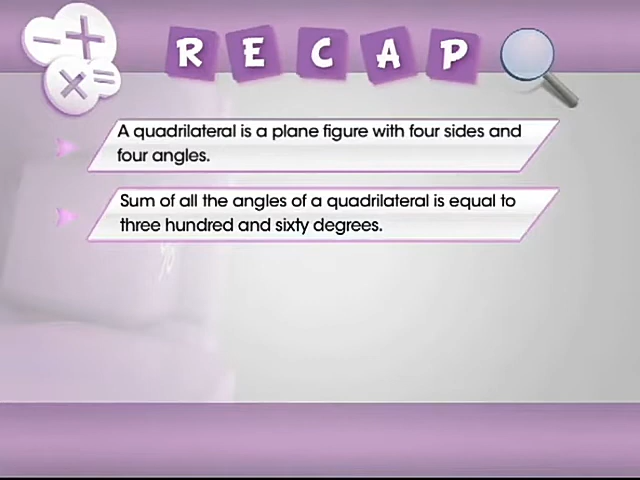 RECAP
A quadrilateral is a plane figure with four sides and
four angles.
Sum of all the angles of a quadrilateral is equal to
three hundred and sixty degrees.